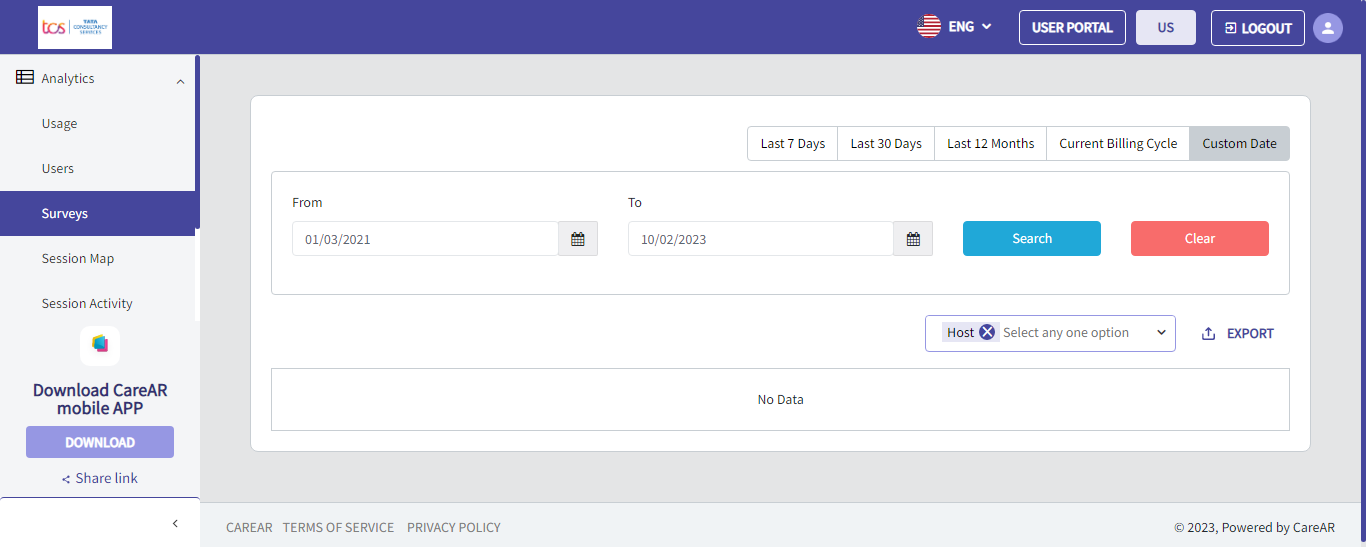 tcs TATA
CONSULTANCY
SERVICES
ENG
USER PORTAL
US
LOGOUT
Analytics
Usage
Users
Surveys
Session Map
Session Activity
Download CareAR
mobile APP
DOWNLOAD
Share link
Last 7 Days Last 30 Days Last 12 Months Current Billing Cycle Custom Date
From To
01/03/2021 10/02/2023 Search Clear
Host Select any one option EXPORT
No Data
CAREAR TERMS OF SERVICE PRIVACY POLICY © 2023, Powered by CareAR